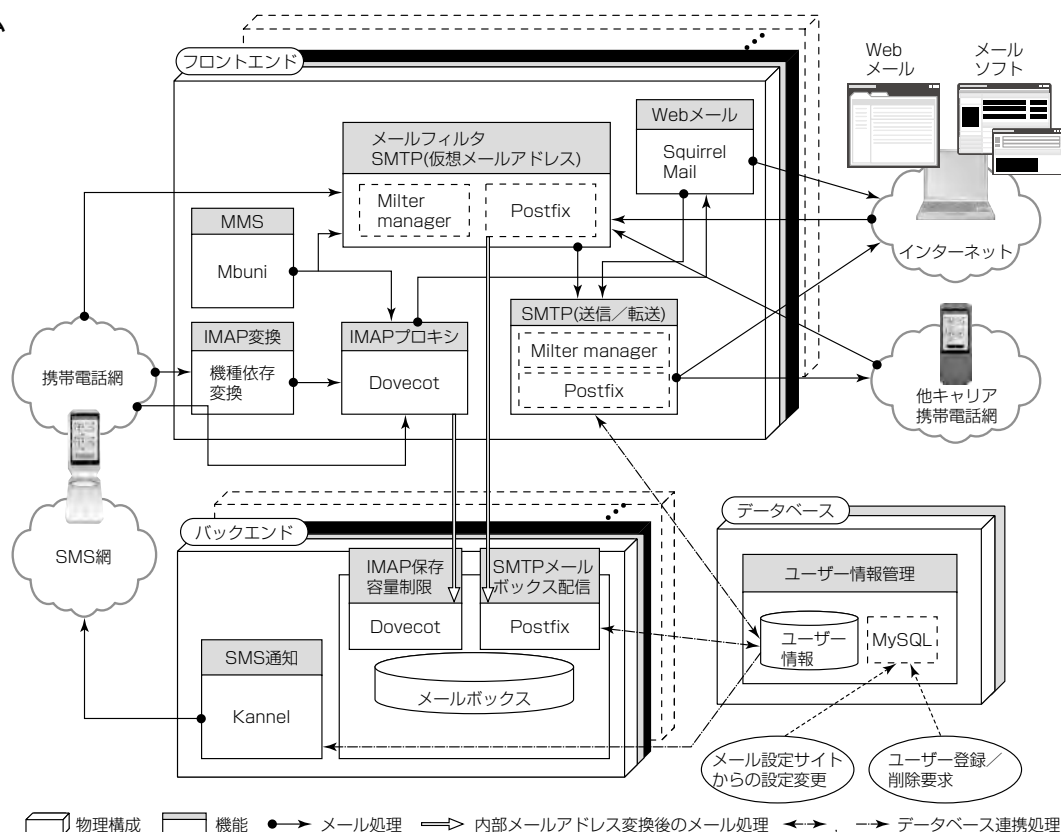 フロントエンド
Web
メール
メール
ソフト
メールフィルタ
SMTP(仮想メールアドレス)
Milter
manager
Postfix
Webメール
Squirrel
Mail
MMS
Mbuni
インターネット
SMTP(送信／転送)
Milter manager
Postfix
IMAP変換
機種依存
変換
IMAPプロキシ
Dovecot
携帯電話網
他キャリア
携帯電話網
SMS網
バックエンド
IMAP保存
容量制限
Dovecot
SMTPメール
ボックス配信
Postfix
メールボックス
SMS通知
Kannel
データベース
ユーザー情報管理
ユーザー
情報
MySQL
メール設定サイト
からの設定変更
ユーザー登録／
削除要求
物理構成 機能 メール処理 内部メールアドレス変換後のメール処理 , データベース連携処理